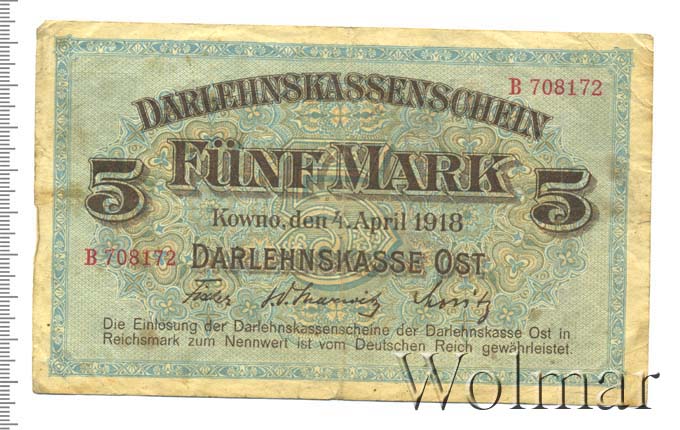 B 708172
DARLEHNSKASSENSCHEIN
5 FÜNF MARK 5
Kowno, den 4. April 1918
B 708172 DARLEHNSKASSE OST
Die Einlösung der Darlehnskassenscheine der Darlehnskasse Ost in
Reichsmark zum Nennwert ist vom Deutschen Reich gewährleistet.
Wolmar